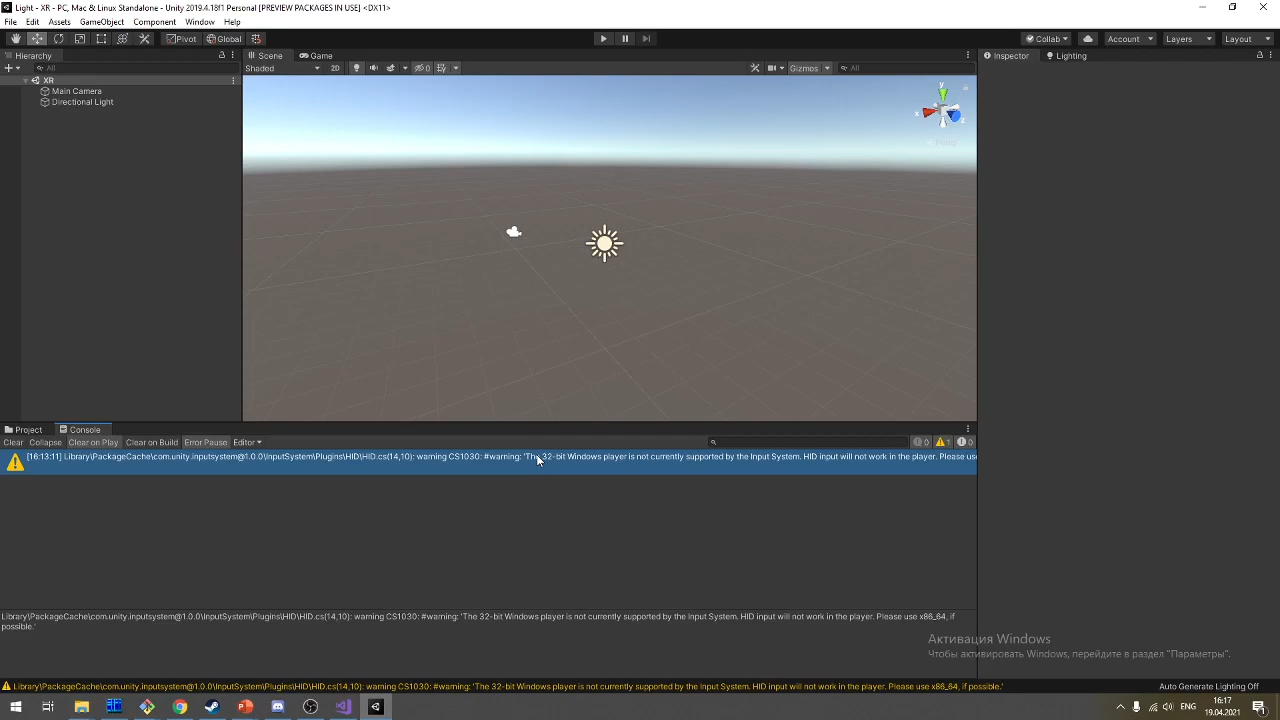 Light - XR - PC, Mac & Linux Standalone - Unity 2019.4.18f1 Personal [PREVIEW PACKAGES IN USE] <DX11>
File Edit Assets GameObject Component Window Help
Pivot Global Collab Account Layers Layout
Hierarchy Scene Game Inspector Lighting
All Shaded 2D 0 Gizmos All
XR
Main Camera
Directional Light
y
x
z
Persp
Project Console
Clear Collapse Clear on Play Clear on Build Error Pause Editor 0 1 0
[16:13:11] Library\PackageCache\com.unity.inputsystem@1.0.0\InputSystem\Plugins\HID\HID.cs(14,10): warning CS1030: #warning: 'The 32-bit Windows player is not currently supported by the Input System. HID input will not work in the player. Please use
Library\PackageCache\com.unity.inputsystem@1.0.0\InputSystem\Plugins\HID\HID.cs(14,10): warning CS1030: #warning: 'The 32-bit Windows player is not currently supported by the Input System. HID input will not work in the player. Please use x86_64, if
possible.'
Активация Windows
Чтобы активировать Windows, перейдите в раздел "Параметры".
Library\PackageCache\com.unity.inputsystem@1.0.0\InputSystem\Plugins\HID\HID.cs(14,10): warning CS1030: #warning: 'The 32-bit Windows player is not currently supported by the Input System. HID input will not work in the player. Please use x86_64, if possible.'
Auto Generate Lighting Off
ENG
16:17
19.04.2021